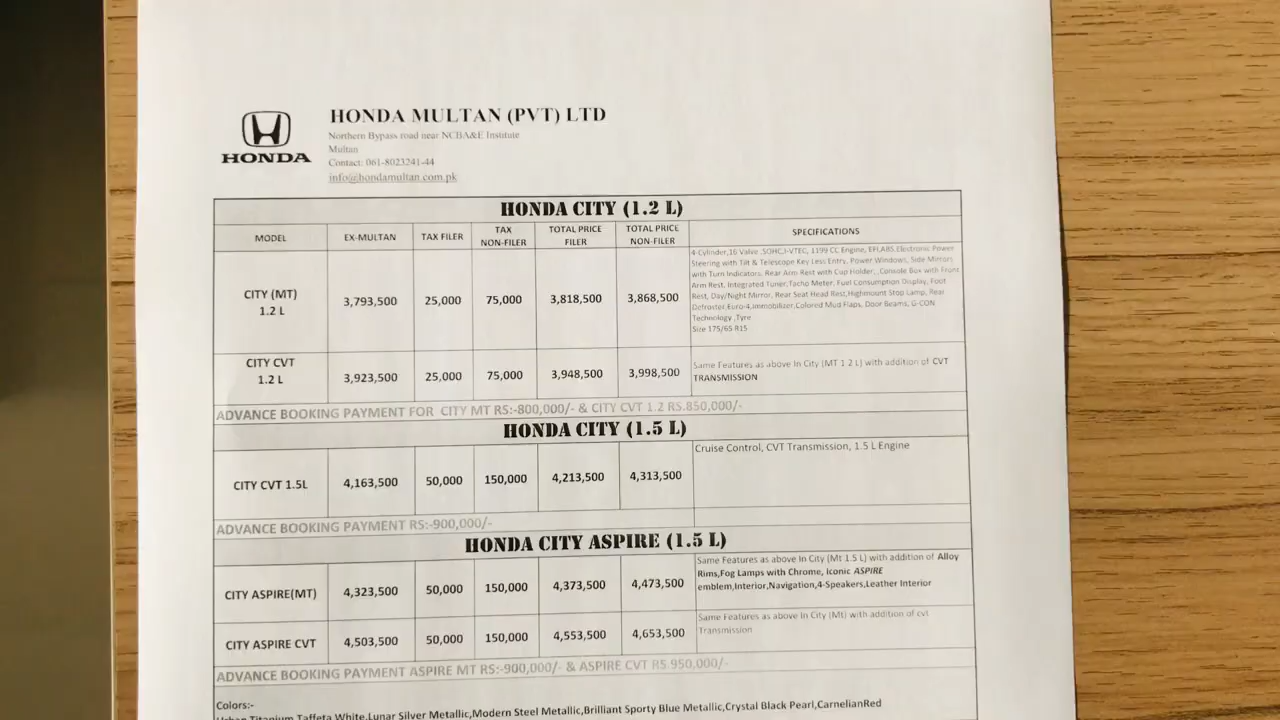 HONDA MULTAN (PVT) LTD
Northern Bypass road near NCBA&E Institute
Multan
Contact: 061-8023241-44
info@hondamultan.com.pk
HONDA
HONDA CITY (1.2 L)
MODEL EX-MULTAN TAX FILER TAX NON-FILER TOTAL PRICE FILER TOTAL PRICE NON-FILER SPECIFICATIONS
CITY (MT) 1.2 L 3,793,500 25,000 75,000 3,818,500 3,868,500
4-Cylinder,16 Valve ,SOHC,I-VTEC, 1199-CC Engine, EPI,ABS,Electronic Power
Steering with Tilt & Telescope Key Less Entry, Power Windows, Side Mirrors
with Turn Indicators, Rear Arm Rest with Cup Holder, ,Console Box with Front
Arm Rest, Integrated Tuner,Tacho Meter, Fuel Consumption Display, Foot
Rest, Day/Night Mirror, Rear Seat Head Rest,Highmount Stop Lamp, Rear
Defroster,Euro-4,Immobilizer,Colored Mud Flaps, Door Beams, G-CON
Technology ,Tyre
Size 175/65 R15
CITY CVT 1.2 L 3,923,500 25,000 75,000 3,948,500 3,998,500
Same Features as above In City (MT 1.2 L) with addition of CVT
TRANSMISSION
ADVANCE BOOKING PAYMENT FOR CITY MT RS:-800,000/- & CITY CVT 1.2 RS.850,000/-
HONDA CITY (1.5 L)
CITY CVT 1.5L 4,163,500 50,000 150,000 4,213,500 4,313,500 Cruise Control, CVT Transmission, 1.5 L Engine
ADVANCE BOOKING PAYMENT RS:-900,000/-
HONDA CITY ASPIRE (1.5 L)
CITY ASPIRE(MT) 4,323,500 50,000 150,000 4,373,500 4,473,500
Same Features as above In City (Mt 1.5 L) with addition of Alloy
Rims,Fog Lamps with Chrome, Iconic ASPIRE
emblem,Interior,Navigation,4-Speakers,Leather Interior
CITY ASPIRE CVT 4,503,500 50,000 150,000 4,553,500 4,653,500
Same Features as above In City (Mt) with addition of cvt
Transmission
ADVANCE BOOKING PAYMENT ASPIRE MT RS:-900,000/- & ASPIRE CVT RS.950,000/-
Colors:-
Urban Titanium,Taffeta White,Lunar Silver Metallic,Modern Steel Metallic,Brilliant Sporty Blue Metallic,Crystal Black Pearl,CarnelianRed